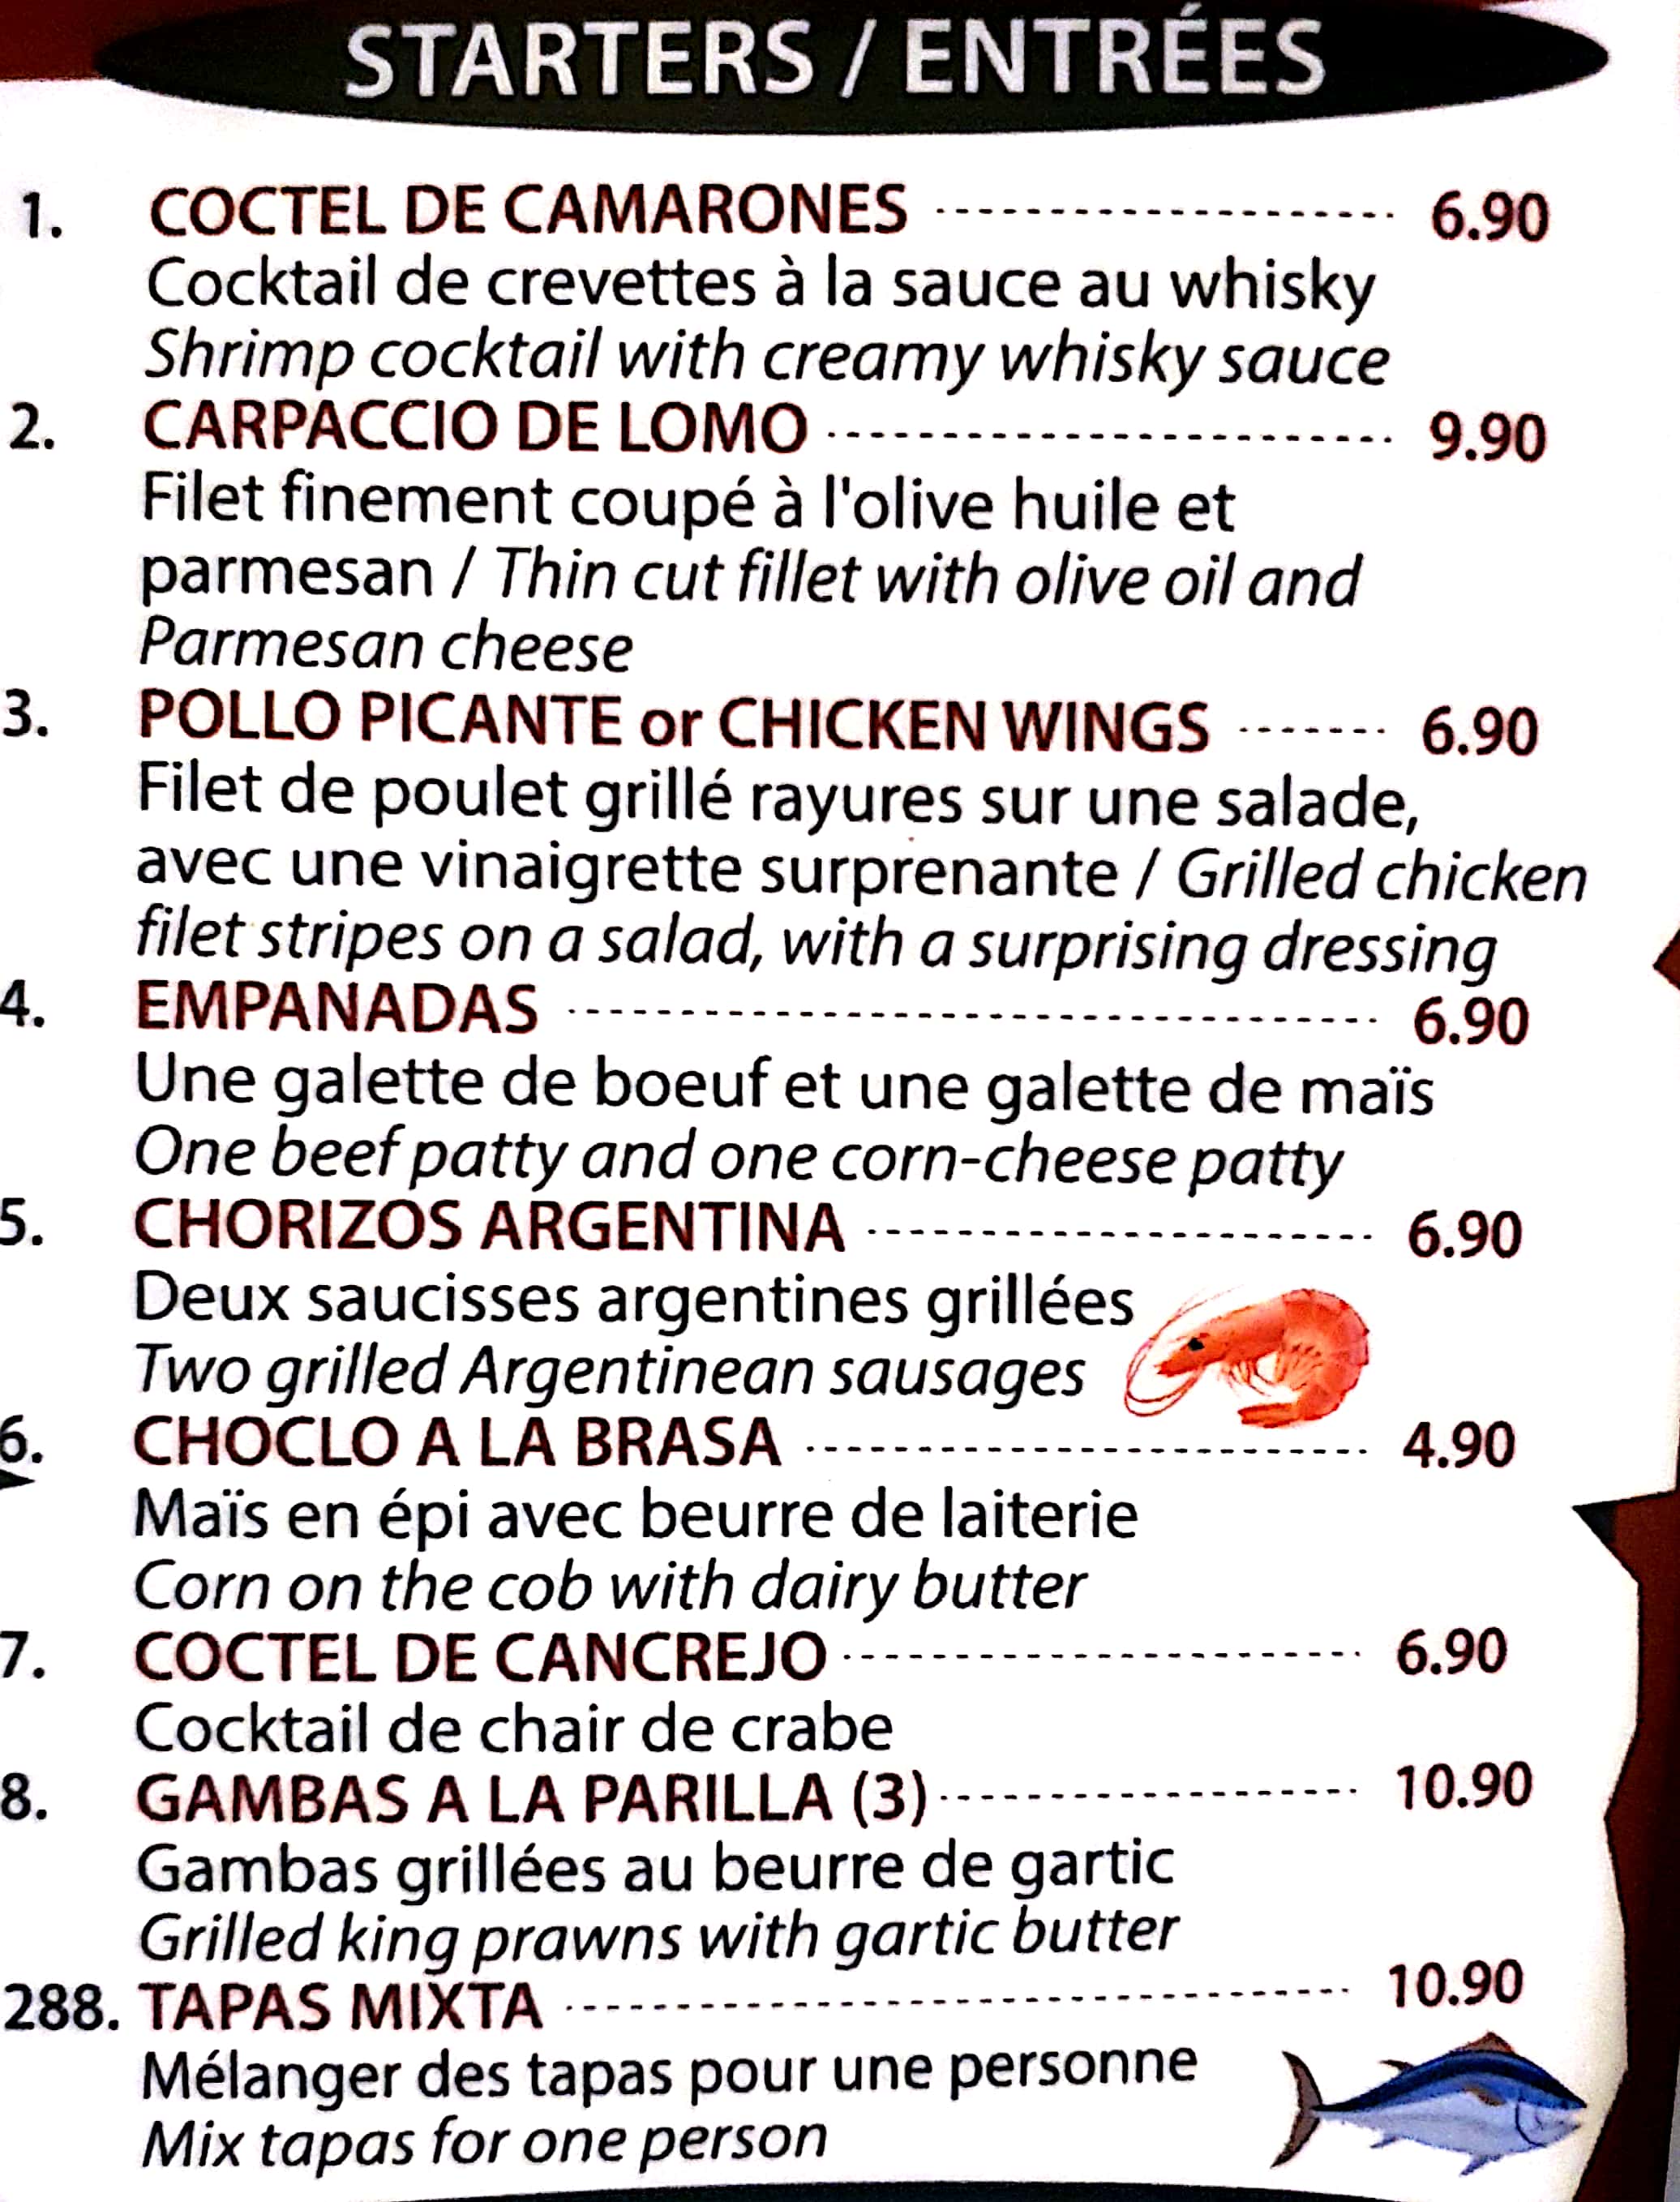 STARTERS / ENTRÉES
1. COCTEL DE CAMARONES 6.90
Cocktail de crevettes à la sauce au whisky
Shrimp cocktail with creamy whisky sauce
2. CARPACCIO DE LOMO 9.90
Filet finement coupé à l'olive huile et
parmesan / Thin cut fillet with olive oil and
Parmesan cheese
3. POLLO PICANTE or CHICKEN WINGS 6.90
Filet de poulet grillé rayures sur une salade,
avec une vinaigrette surprenante / Grilled chicken
filet stripes on a salad, with a surprising dressing
4. EMPANADAS 6.90
Une galette de boeuf et une galette de maïs
One beef patty and one corn-cheese patty
5. CHORIZOS ARGENTINA 6.90
Deux saucisses argentines grillées
Two grilled Argentinean sausages
6. CHOCLO A LA BRASA 4.90
Maïs en épi avec beurre de laiterie
Corn on the cob with dairy butter
7. COCTEL DE CANCREJO 6.90
Cocktail de chair de crabe
8. GAMBAS A LA PARILLA (3) 10.90
Gambas grillées au beurre de gartic
Grilled king prawns with gartic butter
288. TAPAS MIXTA 10.90
Mélanger des tapas pour une personne
Mix tapas for one person